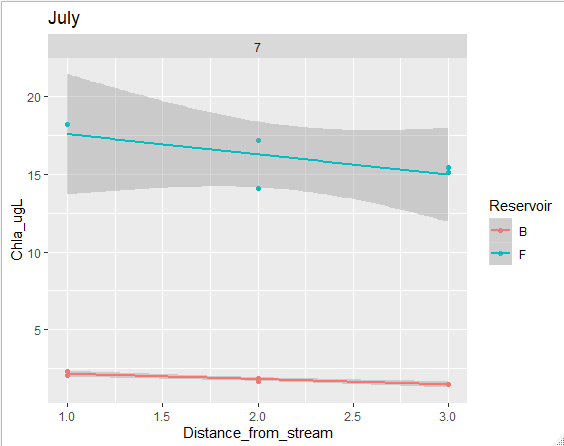 July
7
20
15
10
5
Chla_ugL
1.0 1.5 2.0 2.5 3.0
Distance_from_stream
Reservoir
B
F